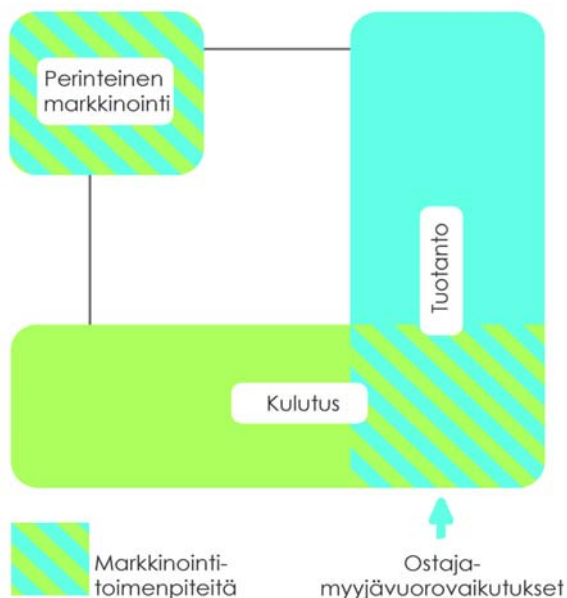 Perinteinen
markkinointi
Tuotanto
Kulutus
Markkinointi-
toimenpiteitä
Ostaja-
myyjävuorovaikutukset